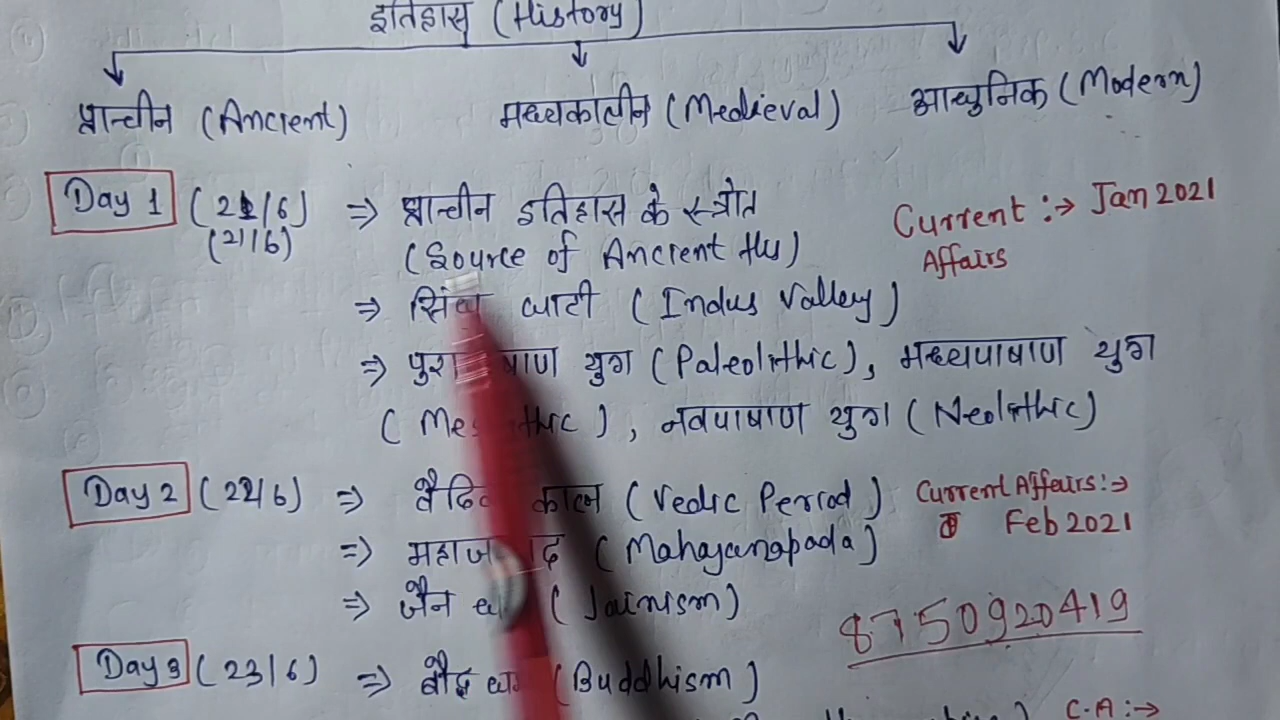 इतिहास (History)
प्राचीन (Ancient) मध्यकालीन (Medieval) आधुनिक (Modern)
Day 1 (21/6) ⇒ प्राचीन इतिहास के स्त्रोत Current :→ Jan 2021
(21/6) (Source of Ancient His) Affairs
⇒ घाटी (Indus Valley)
⇒ युग (Paleolithic), मध्यपाषाण युग
( ), नवपाषाण युग (Neolithic)
Day 2 (22/6) ⇒ काल (Vedic Period) Current Affairs :→
⇒ (Mahajanapada) Feb 2021
⇒ जैन (Jainism)
8750920419
Day 3 (23/6) ⇒ बौद्ध (Buddhism)
C.A :→